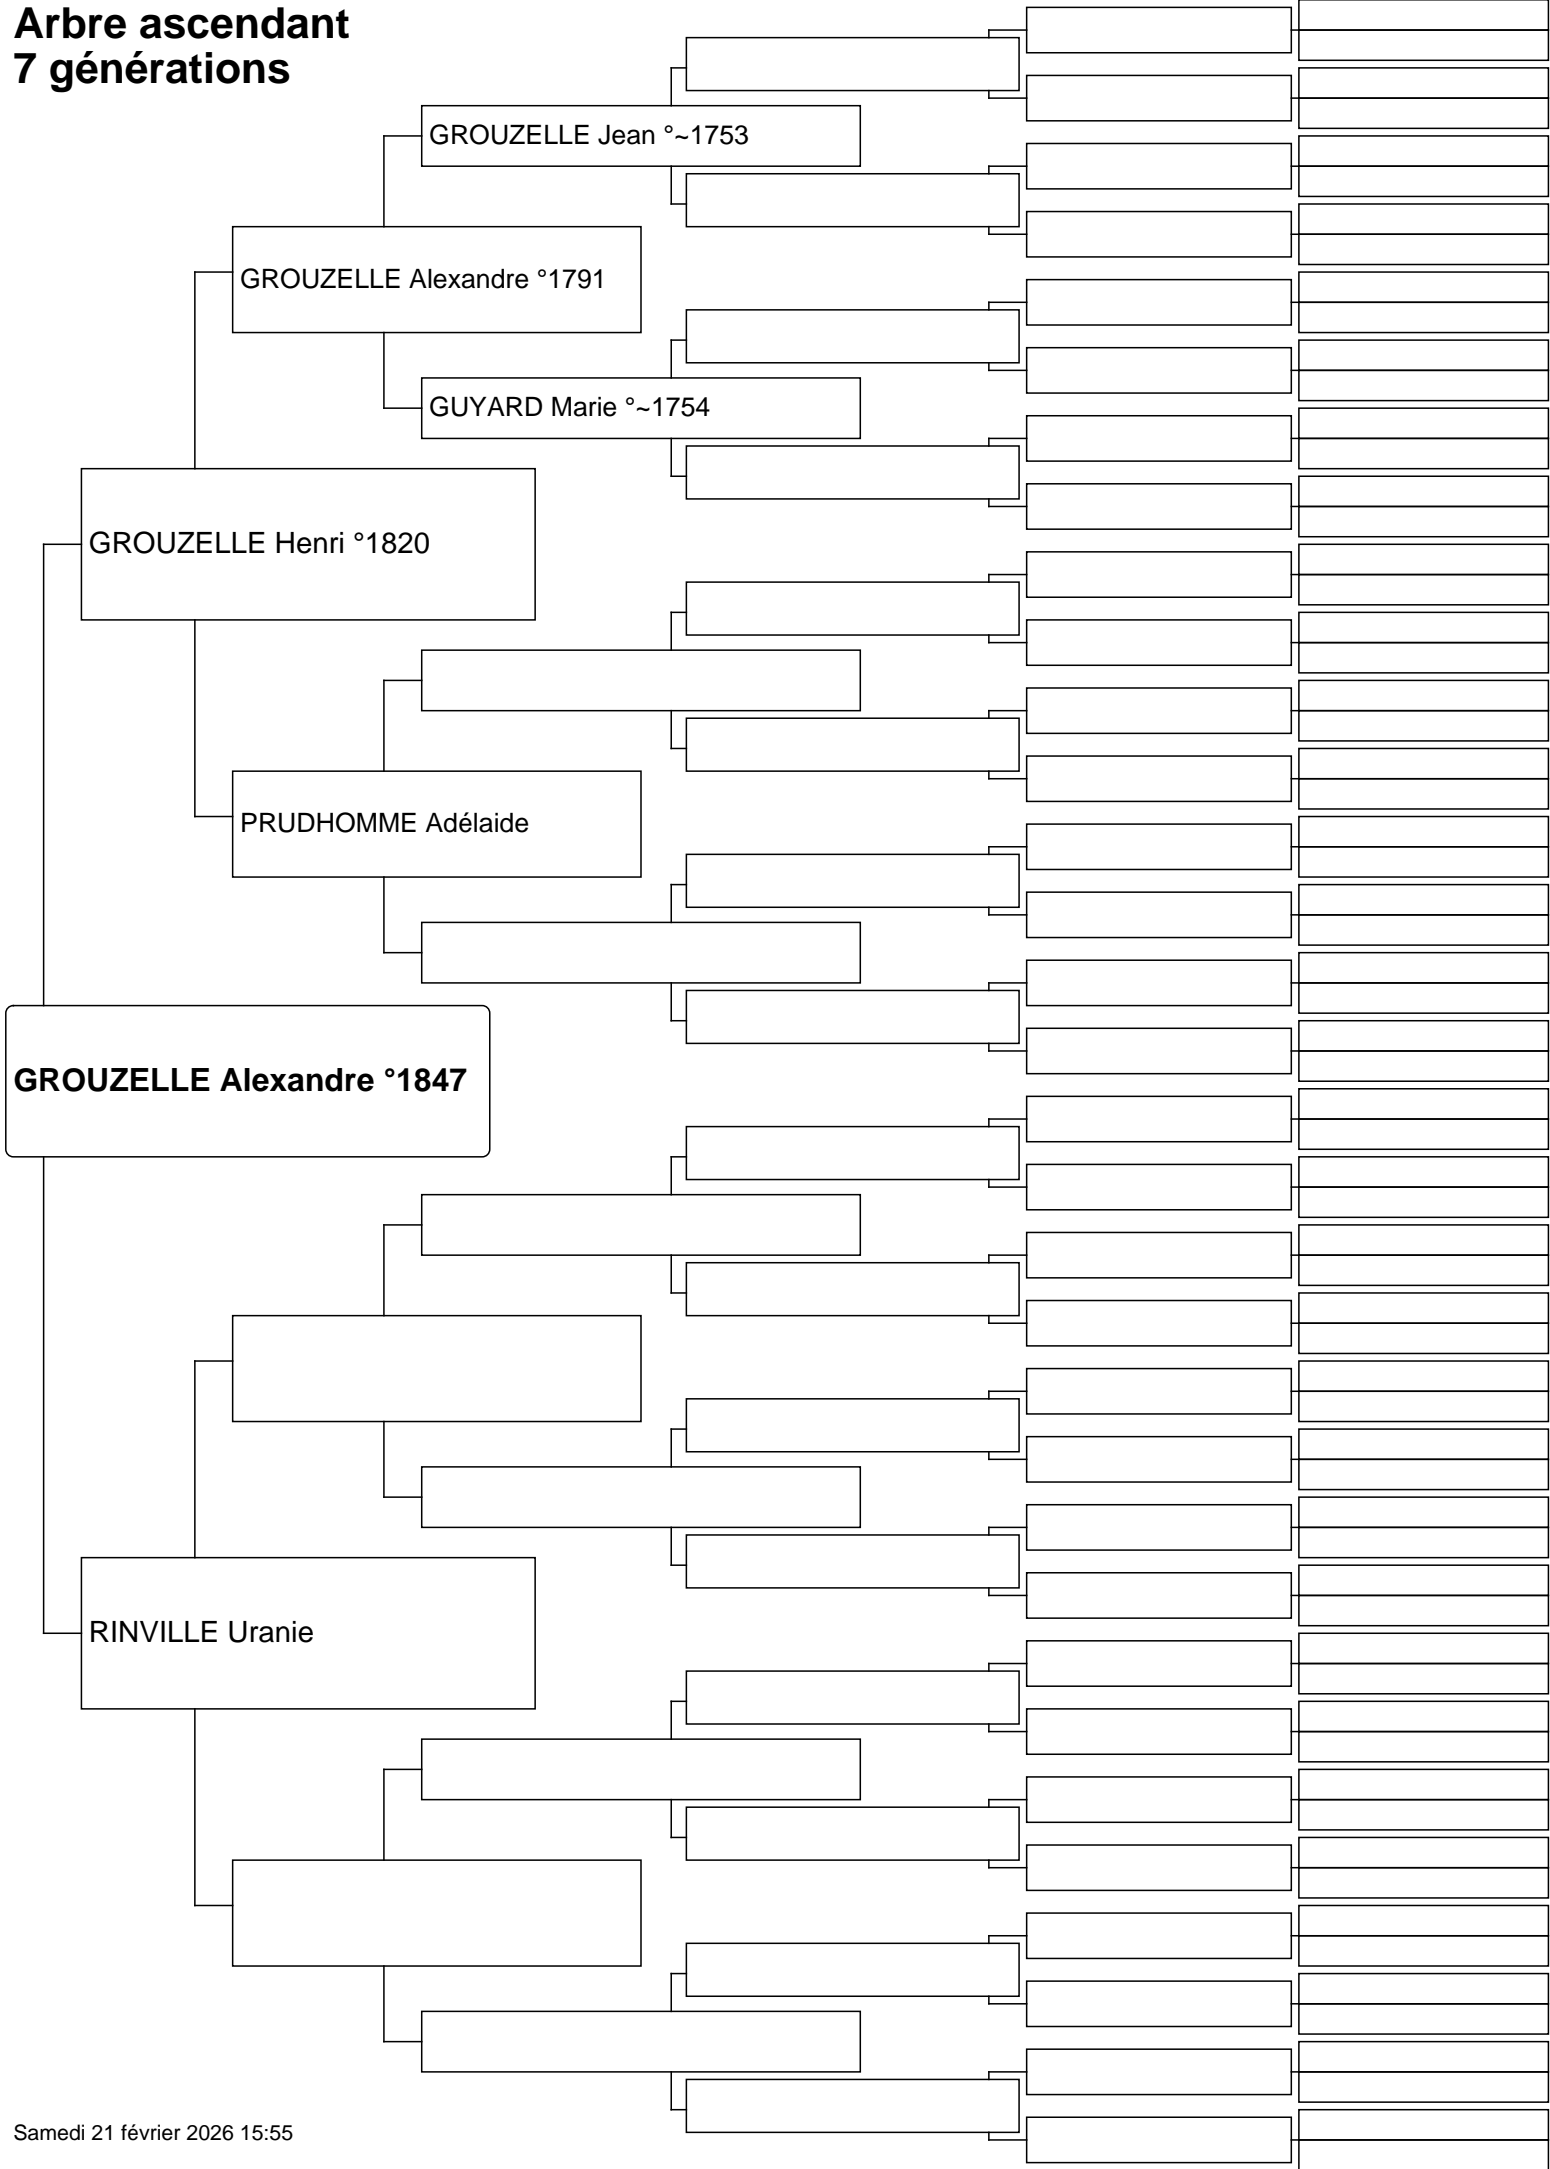 Arbre ascendant
7 générations
GROUZELLE Jean °~1753
GROUZELLE Alexandre °1791
GUYARD Marie °~1754
GROUZELLE Henri °1820
PRUDHOMME Adélaide
GROUZELLE Alexandre °1847
RINVILLE Uranie
Samedi 21 février 2026 15:55